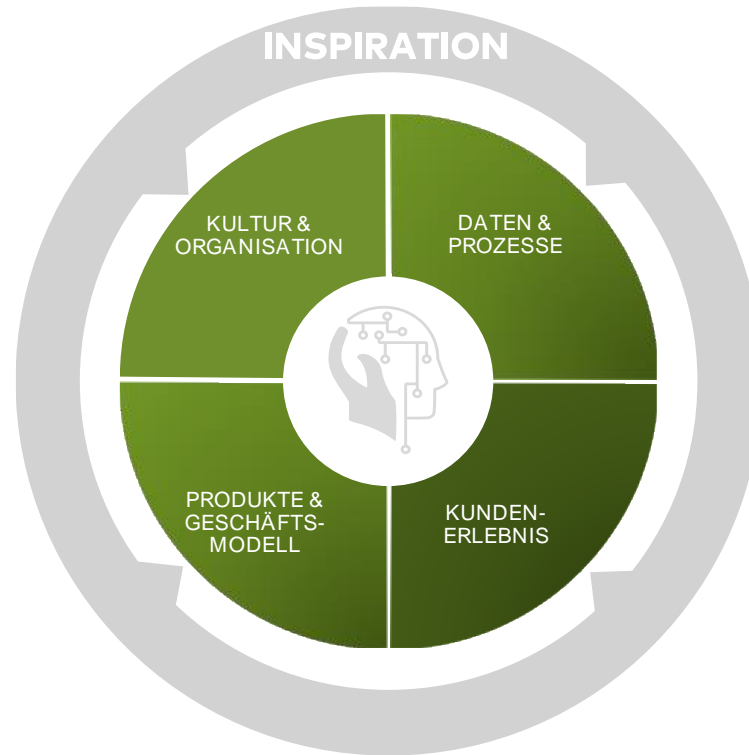 INSPIRATION
KULTUR &
ORGANISATION
DATEN &
PROZESSE
PRODUKTE &
GESCHÄFTS-
MODELL
KUNDEN-
ERLEBNIS